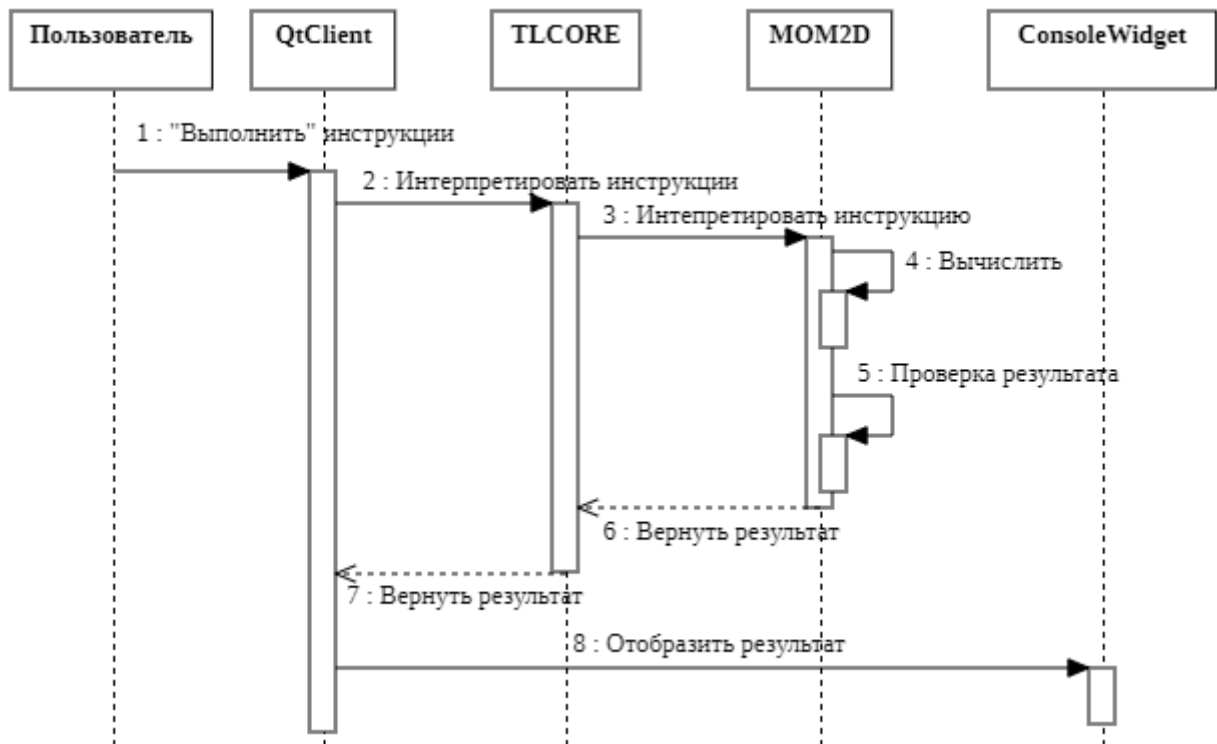 Пользователь
QtClient
TLCORE
MOM2D
ConsoleWidget
1 : "Выполнить" инструкции
2 : Интерпретировать инструкции
3 : Интепретировать инструкцию
4 : Вычислить
5 : Проверка результата
6 : Вернуть результат
7 : Вернуть результат
8 : Отобразить результат